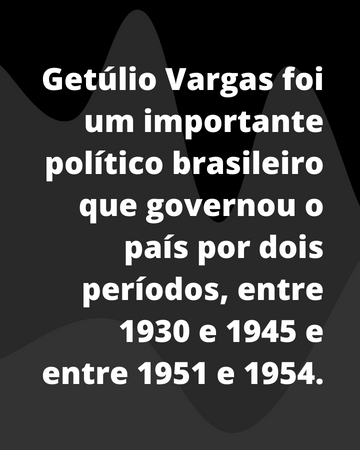 Getúlio Vargas foi
um importante
político brasileiro
que governou o
país por dois
períodos, entre
1930 e 1945 e
entre 1951 e 1954.